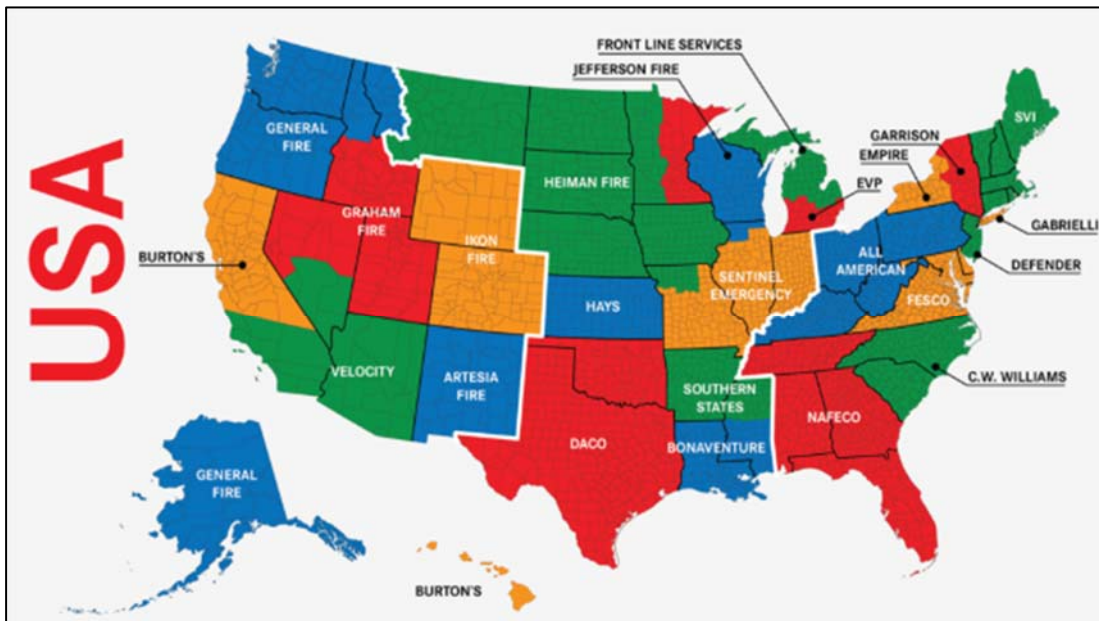 USA
FRONT LINE SERVICES
JEFFERSON FIRE
SVI
GENERAL
FIRE
GARRISON
EMPIRE
HEIMAN FIRE
EVP
GRAHAM
FIRE
IKON
FIRE
GABRIELLI
BURTON'S
ALL
AMERICAN
DEFENDER
SENTINEL
EMERGENCY
HAYS
FESCO
VELOCITY
ARTESIA
FIRE
SOUTHERN
STATES
C.W. WILLIAMS
NAFECO
DACO
BONAVENTURE
GENERAL
FIRE
BURTON'S